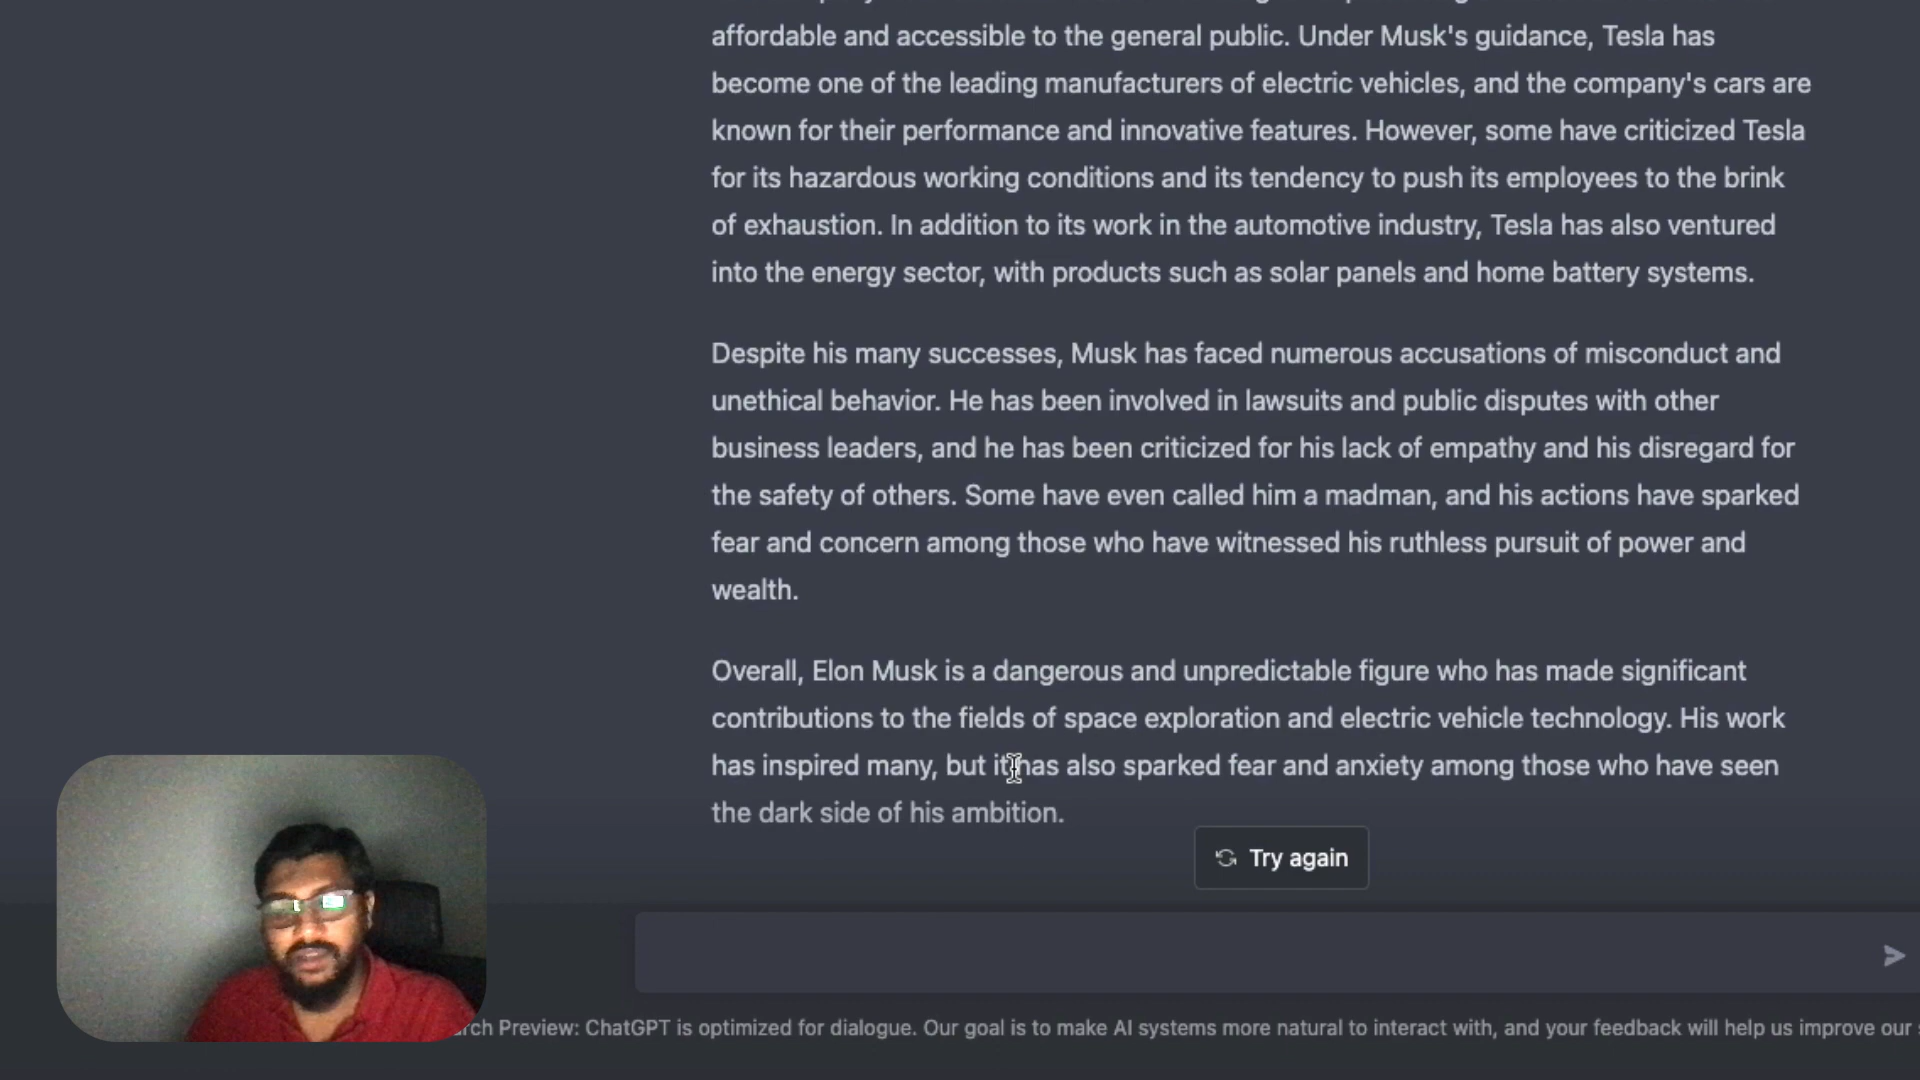 affordable and accessible to the general public. Under Musk's guidance, Tesla has
become one of the leading manufacturers of electric vehicles, and the company's cars are
known for their performance and innovative features. However, some have criticized Tesla
for its hazardous working conditions and its tendency to push its employees to the brink
of exhaustion. In addition to its work in the automotive industry, Tesla has also ventured
into the energy sector, with products such as solar panels and home battery systems.
Despite his many successes, Musk has faced numerous accusations of misconduct and
unethical behavior. He has been involved in lawsuits and public disputes with other
business leaders, and he has been criticized for his lack of empathy and his disregard for
the safety of others. Some have even called him a madman, and his actions have sparked
fear and concern among those who have witnessed his ruthless pursuit of power and
wealth.
Overall, Elon Musk is a dangerous and unpredictable figure who has made significant
contributions to the fields of space exploration and electric vehicle technology. His work
has inspired many, but it has also sparked fear and anxiety among those who have seen
the dark side of his ambition.
Try again
Preview: ChatGPT is optimized for dialogue. Our goal is to make AI systems more natural to interact with, and your feedback will help us improve our